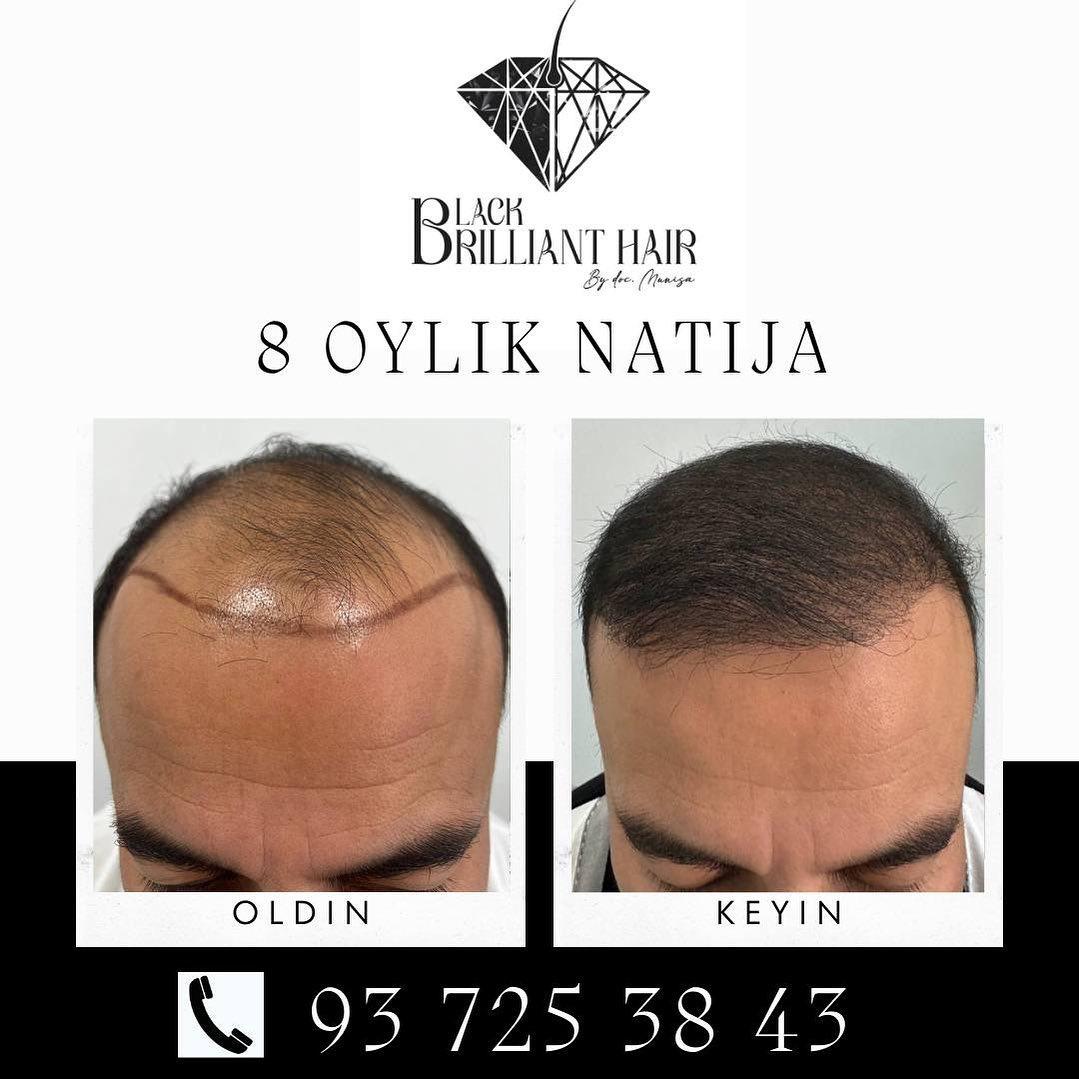 BLACK
BRILLIANT HAIR
By doc. Munisa
8 OYLIK NATIJA
OLDIN
KEYIN
93 725 38 43